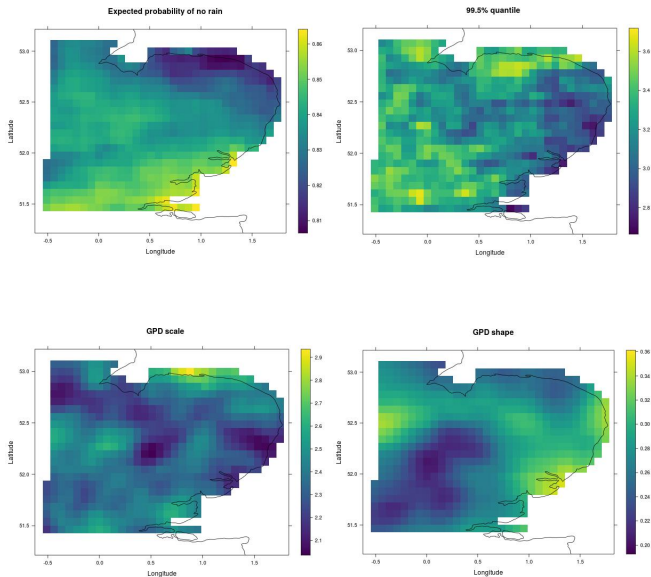 Expected probability of no rain
53.0
52.5
52.0
51.5
Latitude
-0.5 0.0 0.5 1.0 1.5
Longitude
0.86
0.85
0.84
0.83
0.82
0.81
99.5% quantile
53.0
52.5
52.0
51.5
Latitude
-0.5 0.0 0.5 1.0 1.5
Longitude
3.6
3.4
3.2
3.0
2.8
GPD scale
53.0
52.5
52.0
51.5
Latitude
-0.5 0.0 0.5 1.0 1.5
Longitude
2.9
2.8
2.7
2.6
2.5
2.4
2.3
2.2
2.1
GPD shape
53.0
52.5
52.0
51.5
Latitude
-0.5 0.0 0.5 1.0 1.5
Longitude
0.36
0.34
0.32
0.30
0.28
0.26
0.24
0.22
0.20